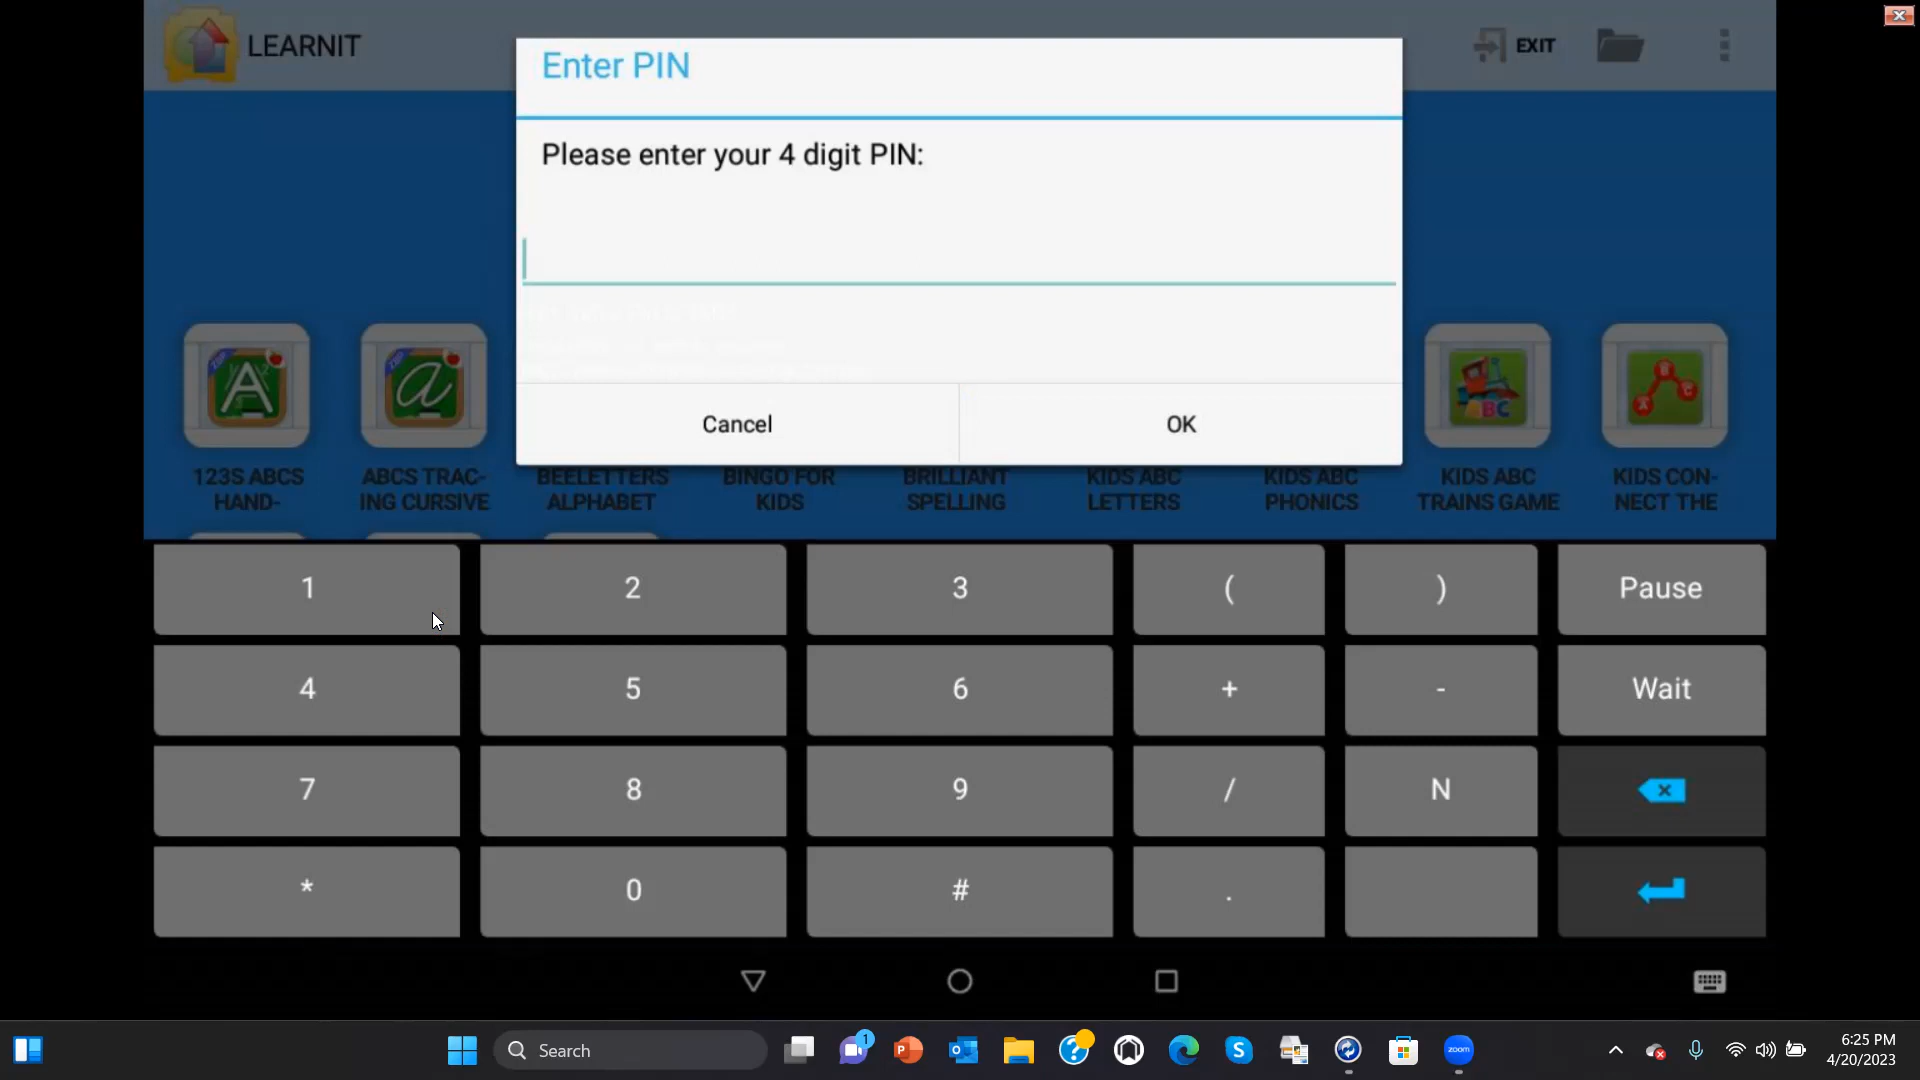 LEARNIT
EXIT
Enter PIN
Please enter your 4 digit PIN:
Cancel
OK
123S ABCS
HAND-
ABCS TRAC-
ING CURSIVE
BEELETTERS
ALPHABET
BINGO FOR
KIDS
BRILLIANT
SPELLING
KIDS ABC
LETTERS
KIDS ABC
PHONICS
KIDS ABC
TRAINS GAME
KIDS CON-
NECT THE
1
2
3
(
)
Pause
4
5
6
+
-
Wait
7
8
9
/
N
*
0
#
.
Search
1
zoom
6:25 PM
4/20/2023